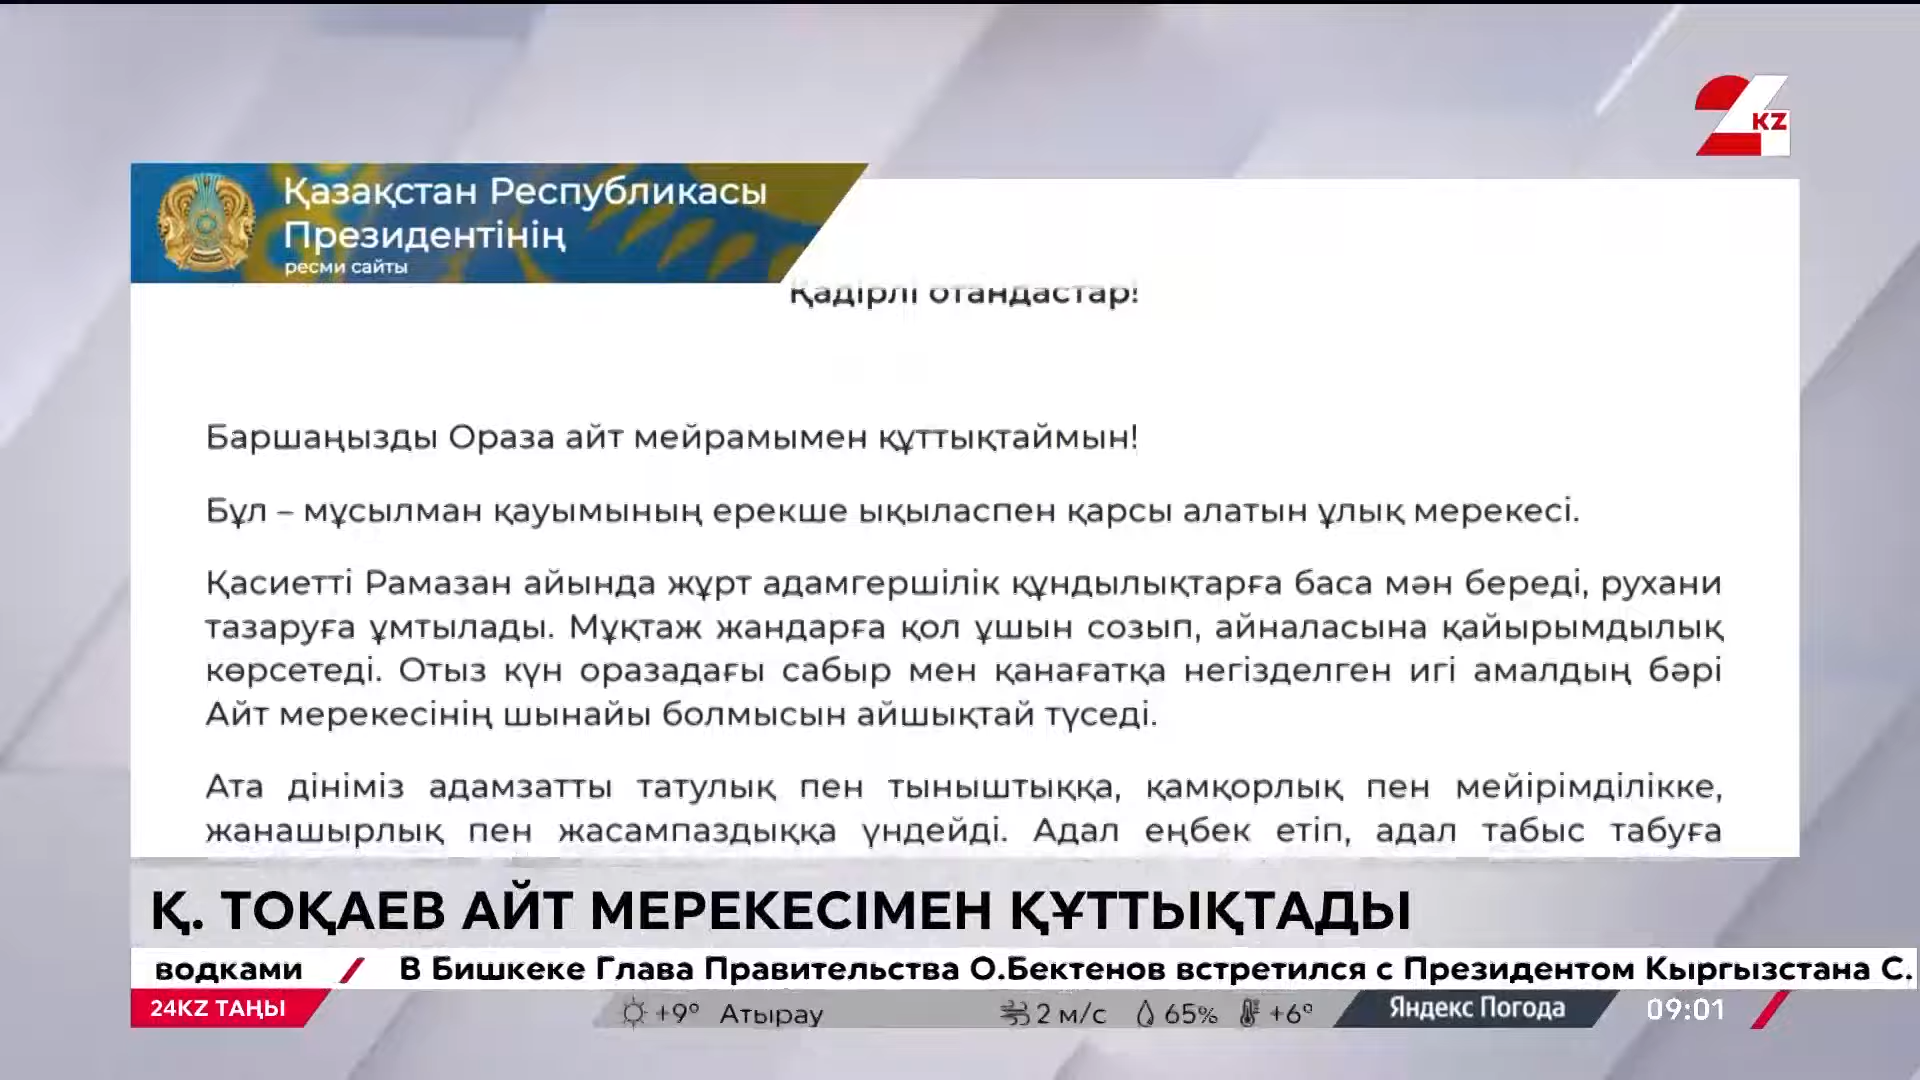 24KZ
Қазақстан Республикасы
Президентінің
ресми сайты
Қадірлі отандастар!
Баршаңызды Ораза айт мейрамымен құттықтаймын!
Бұл – мұсылман қауымының ерекше ықыласпен қарсы алатын ұлық мерекесі.
Қасиетті Рамазан айында жұрт адамгершілік құндылықтарға баса мән береді, рухани
тазаруға ұмтылады. Мұқтаж жандарға қол ұшын созып, айналасына қайырымдылық
көрсетеді. Отыз күн оразадағы сабыр мен қанағатқа негізделген игі амалдың бәрі
Айт мерекесінің шынайы болмысын айшықтай түседі.
Ата дініміз адамзатты татулық пен тыныштыққа, қамқорлық пен мейірімділікке,
жанашырлық пен жасампаздыққа үндейді. Адал еңбек етіп, адал табыс табуға
Қ. ТОҚАЕВ АЙТ МЕРЕКЕСІМЕН ҚҰТТЫҚТАДЫ
водками / В Бишкеке Глава Правительства О.Бектенов встретился с Президентом Кыргызстана С.
24KZ ТАҢЫ +9° Атырау 2 м/с 65% +6° Яндекс Погода 09:01